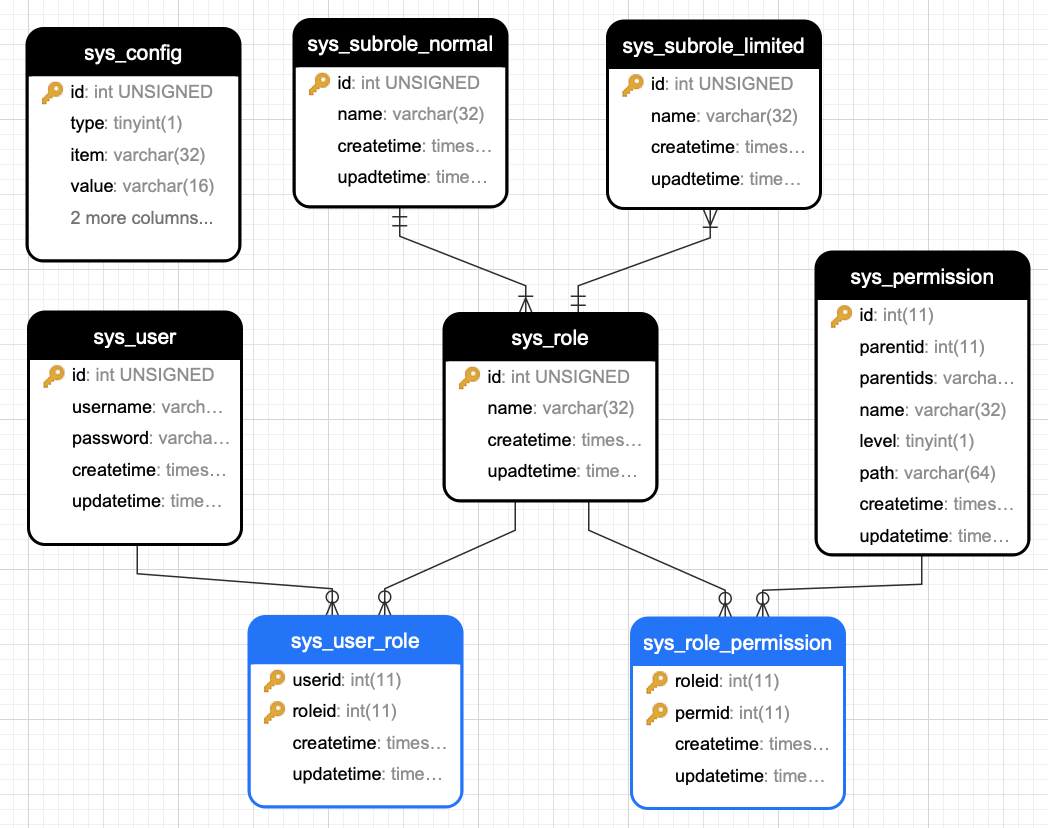 sys_config
id: int UNSIGNED
type: tinyint(1)
item: varchar(32)
value: varchar(16)
2 more columns...
sys_subrole_normal
id: int UNSIGNED
name: varchar(32)
createtime: times...
upadtetime: time...
sys_subrole_limited
id: int UNSIGNED
name: varchar(32)
createtime: times...
upadtetime: time...
sys_user
id: int UNSIGNED
username: varch...
password: varcha...
createtime: times...
updatetime: time...
sys_role
id: int UNSIGNED
name: varchar(32)
createtime: times...
upadtetime: time...
sys_permission
id: int(11)
parentid: int(11)
parentids: varcha...
name: varchar(32)
level: tinyint(1)
path: varchar(64)
createtime: times...
updatetime: time...
sys_user_role
userid: int(11)
roleid: int(11)
createtime: times...
updatetime: time...
sys_role_permission
roleid: int(11)
permid: int(11)
createtime: times...
updatetime: time...